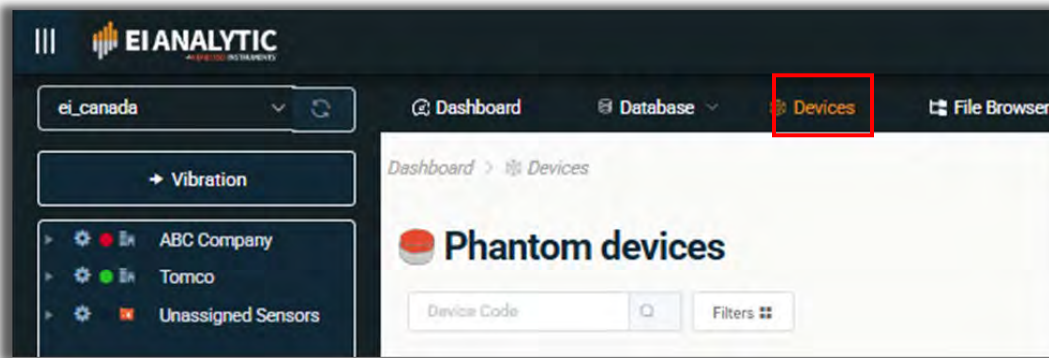 EI ANALYTIC
ei_canada
Dashboard
Database
Devices
File Browser
Vibration
Dashboard > Devices
ABC Company
Tomco
Unassigned Sensors
Phantom devices
Device Code
Filters